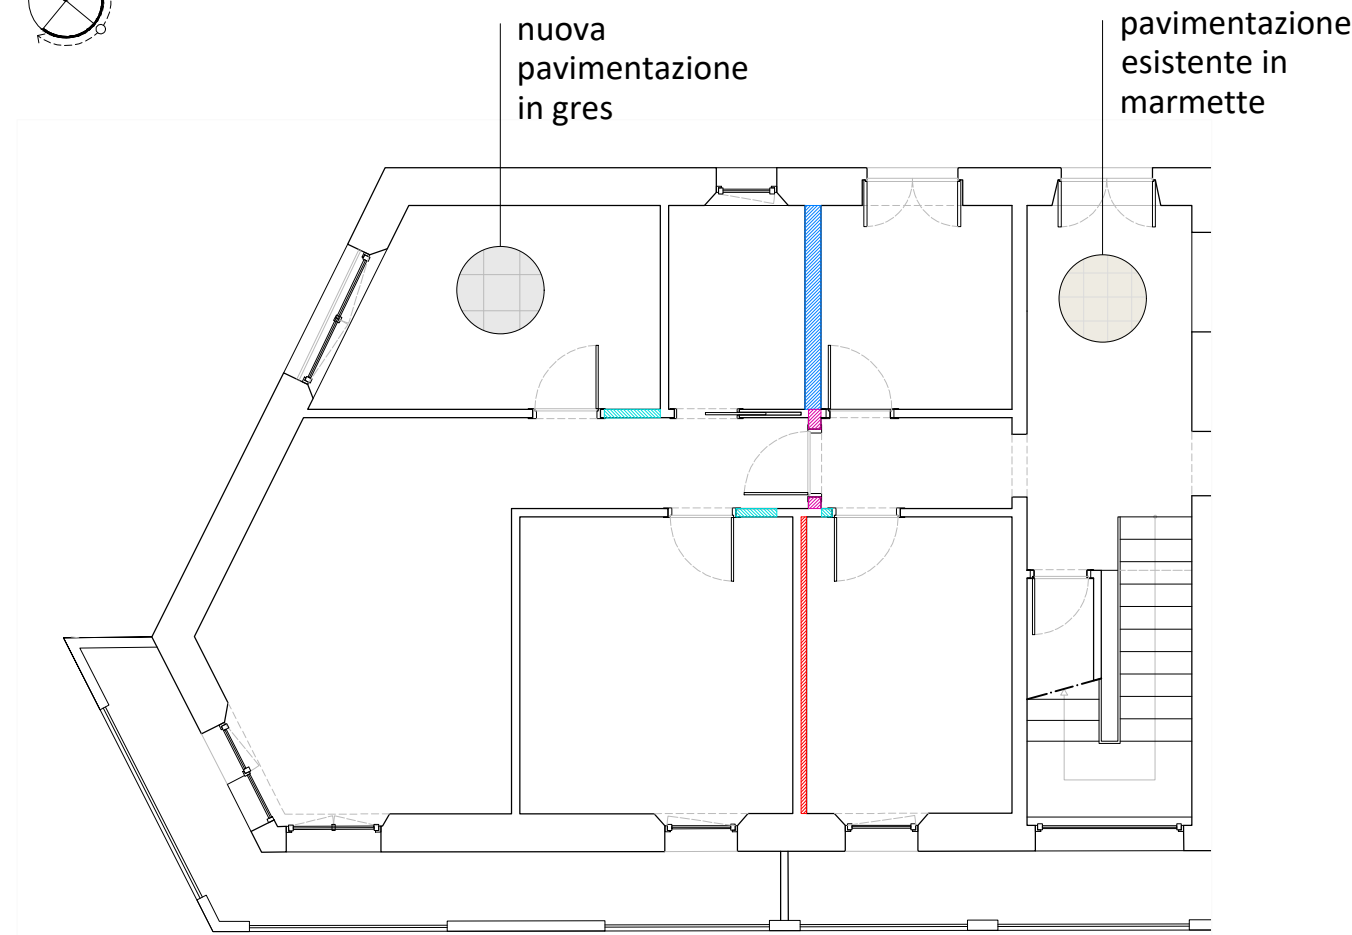 nuova
pavimentazione
in gres
pavimentazione
esistente in
marmette